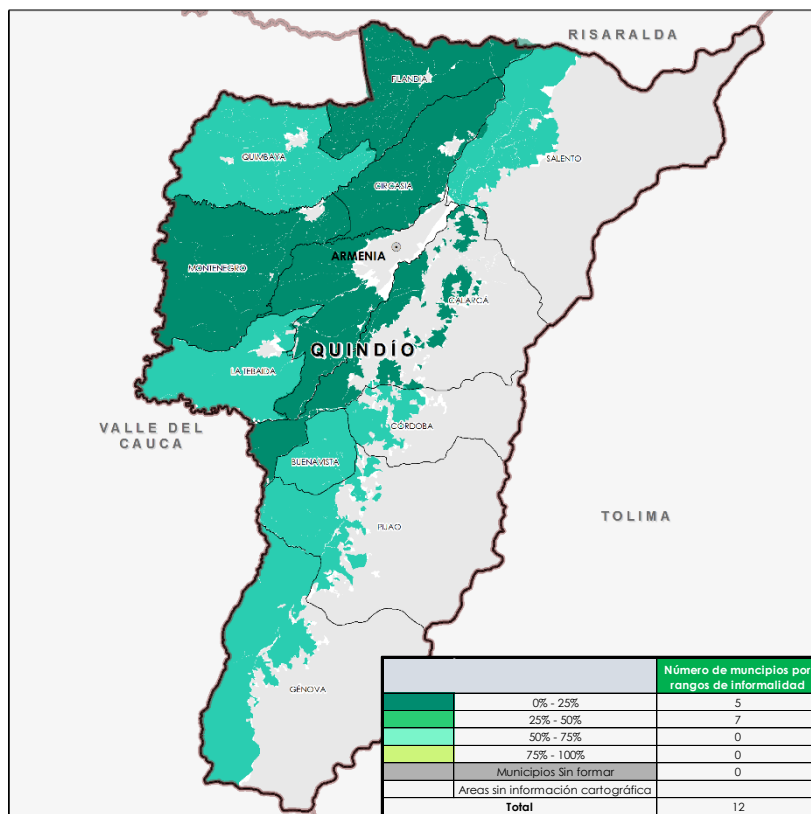 RISARALDA
FILANDIA
QUIMBAYA
SALENTO
CIRCASIA
ARMENIA
MONTENEGRO
CALARCÁ
QUINDÍO
LA TEBAIDA
VALLE DEL
CAUCA
CÓRDOBA
BUENAVISTA
TOLIMA
PIJAO
GÉNOVA
Número de muncipios por
rangos de informalidad
0% - 25% 5
25% - 50% 7
50% - 75% 0
75% - 100% 0
Municipios Sin formar 0
Areas sin información cartográfica
Total 12